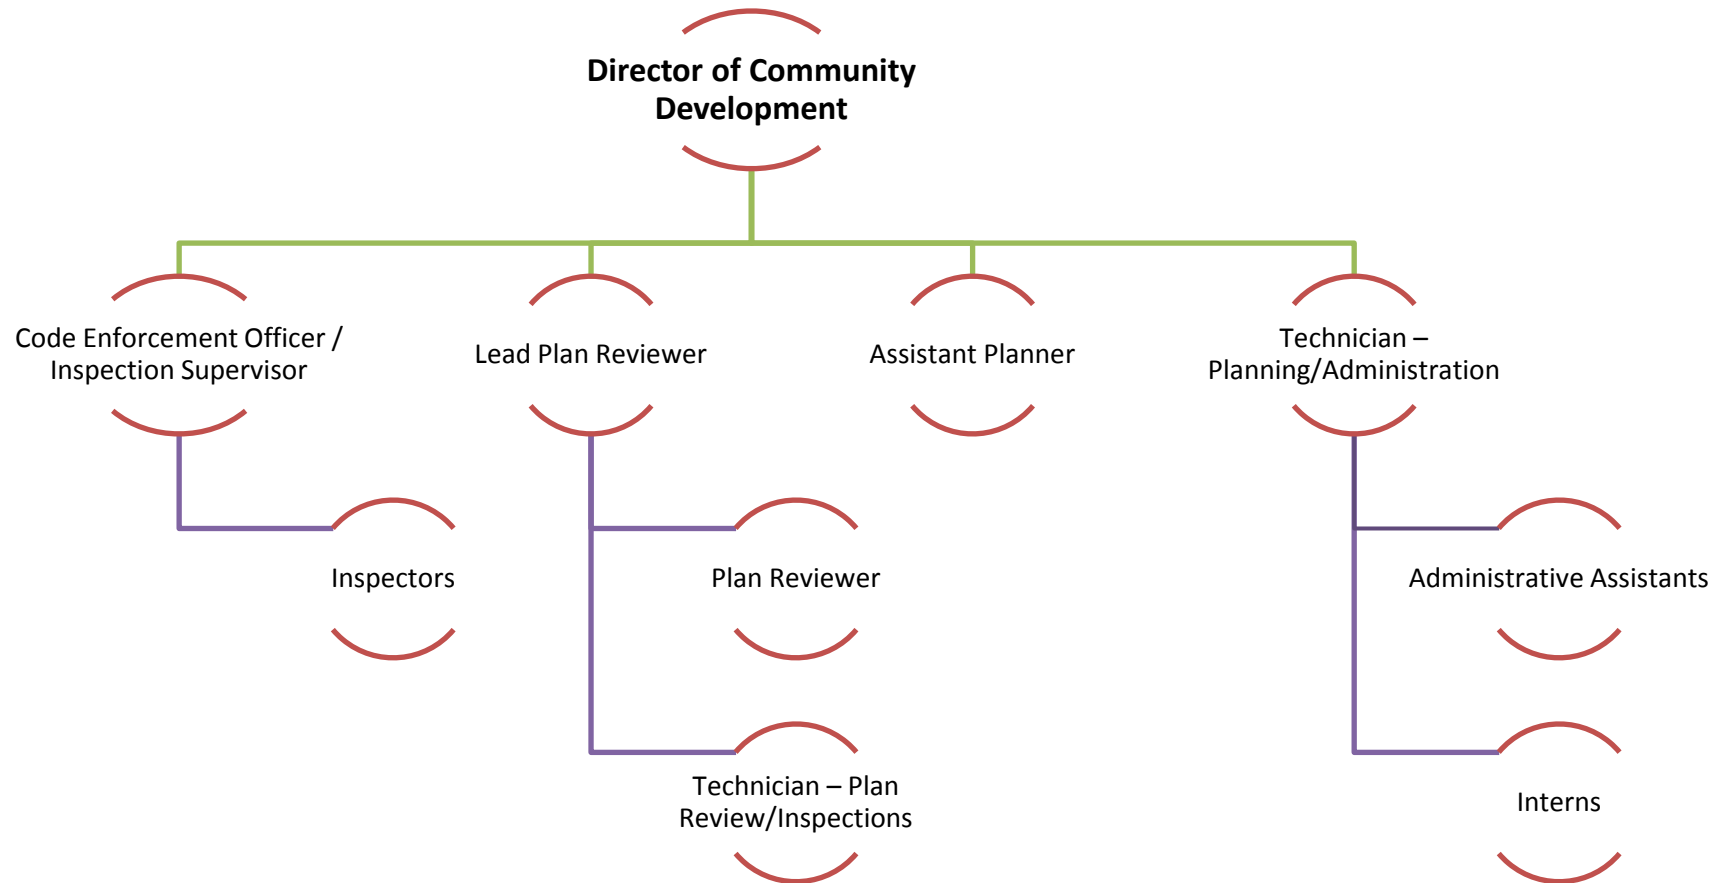 Director of Community
Development
Code Enforcement Officer /
Inspection Supervisor
Lead Plan Reviewer
Assistant Planner
Technician –
Planning/Administration
Inspectors
Plan Reviewer
Administrative Assistants
Technician – Plan
Review/Inspections
Interns